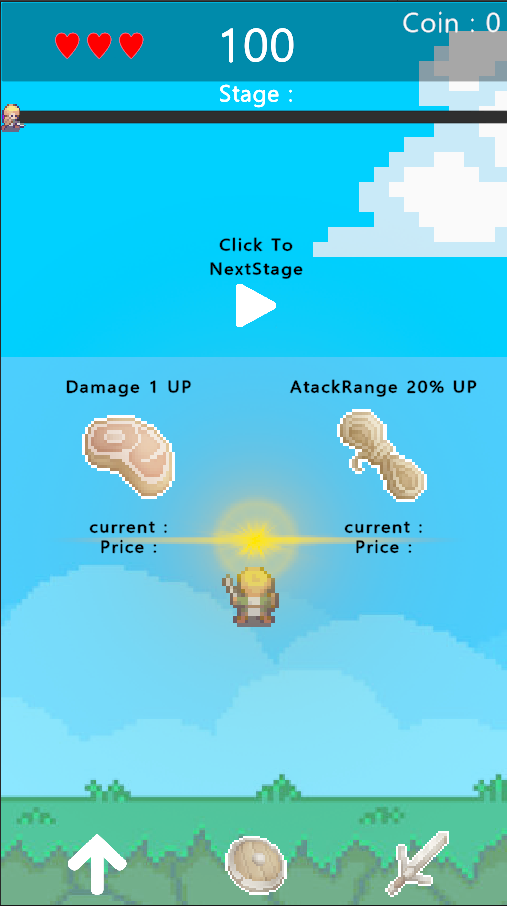 100
Coin : 0
Stage :
Click To
NextStage
Damage 1 UP
AtackRange 20% UP
current :
Price :
current :
Price :